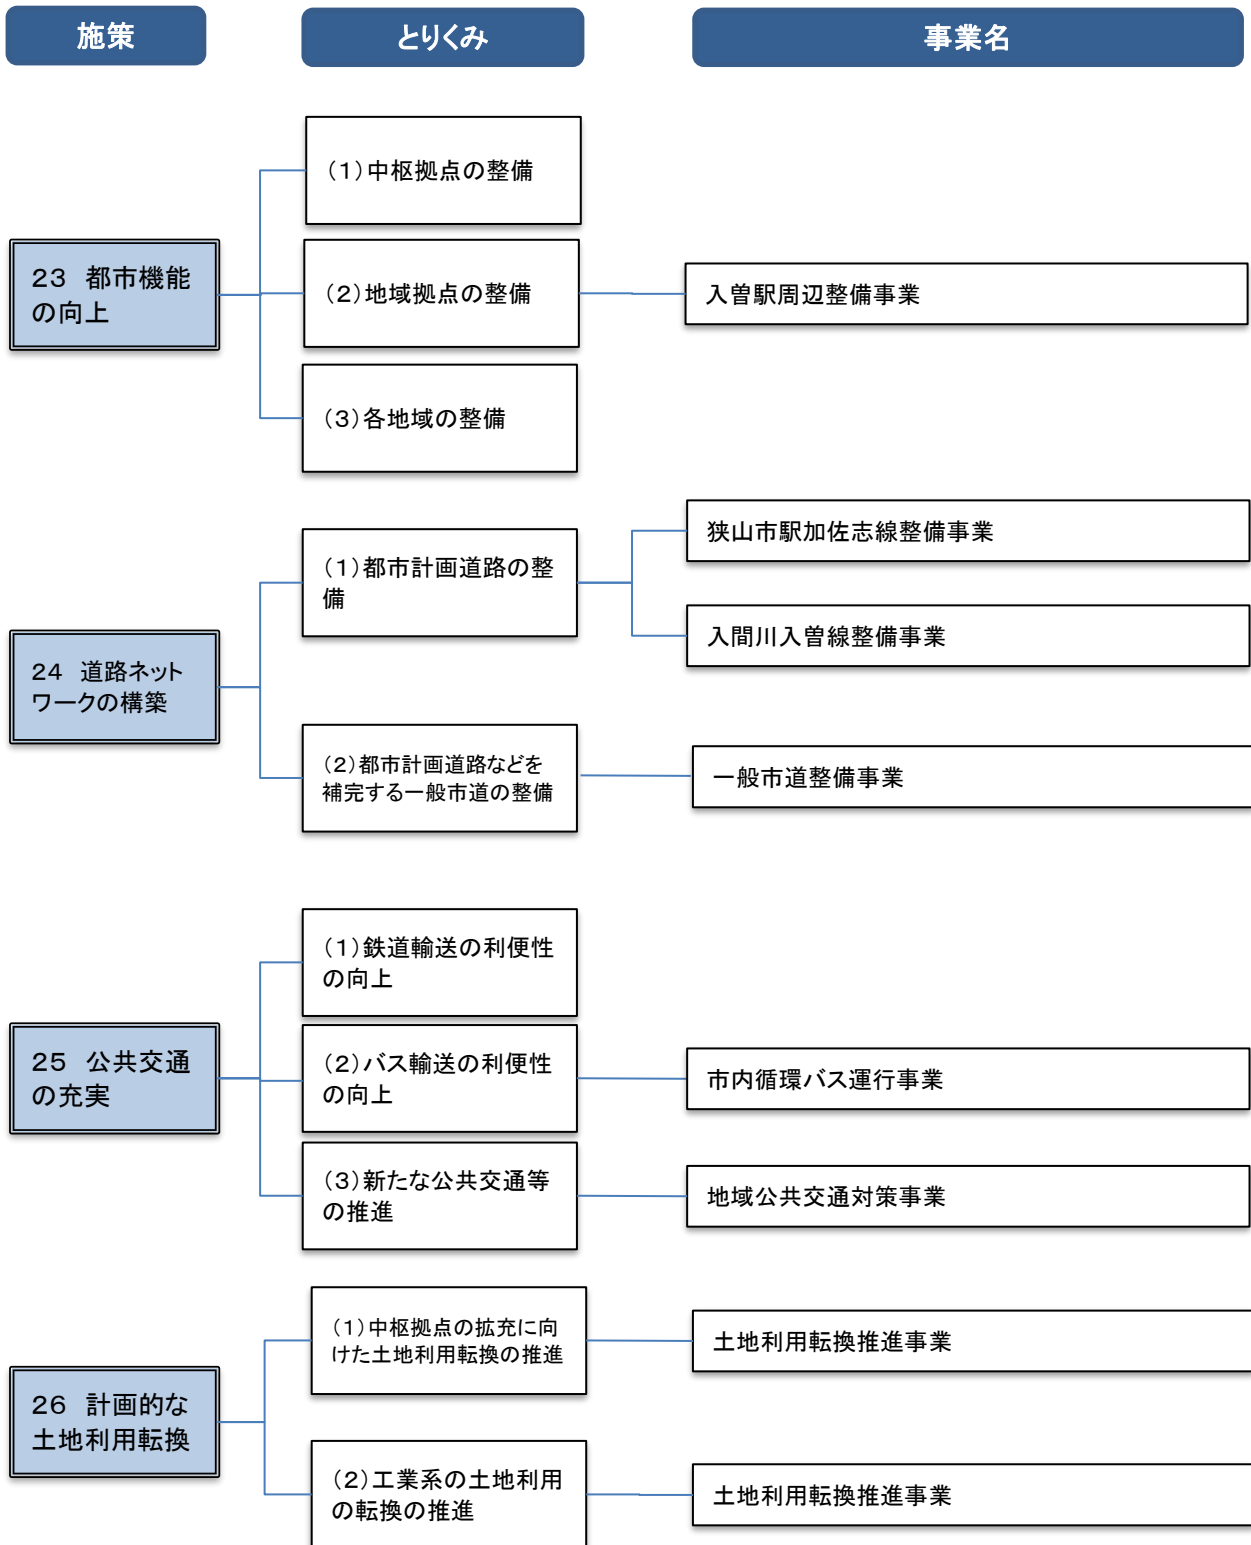 施策
とりくみ
事業名
23 都市機能
の向上
(1)中枢拠点の整備
(2)地域拠点の整備
入曽駅周辺整備事業
(3)各地域の整備
24 道路ネット
ワークの構築
(1)都市計画道路の整
備
狭山市駅加佐志線整備事業
入間川入曽線整備事業
(2)都市計画道路などを
補完する一般市道の整備
一般市道整備事業
25 公共交通
の充実
(1)鉄道輸送の利便性
の向上
(2)バス輸送の利便性
の向上
市内循環バス運行事業
(3)新たな公共交通等
の推進
地域公共交通対策事業
26 計画的な
土地利用転換
(1)中枢拠点の拡充に向
けた土地利用転換の推進
土地利用転換推進事業
(2)工業系の土地利用
の転換の推進
土地利用転換推進事業